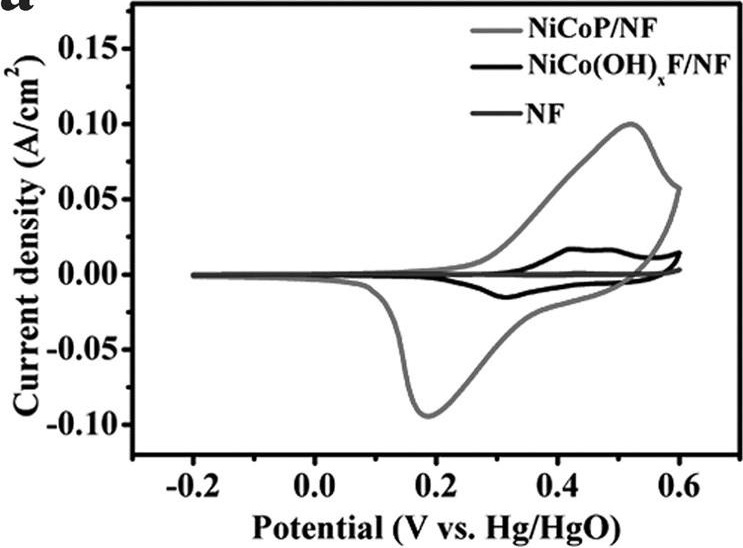 a
NiCoP/NF
NiCo(OH)xF/NF
NF
Current density (A/cm2)
0.15
0.10
0.05
0.00
-0.05
-0.10
-0.2 0.0 0.2 0.4 0.6
Potential (V vs. Hg/HgO)